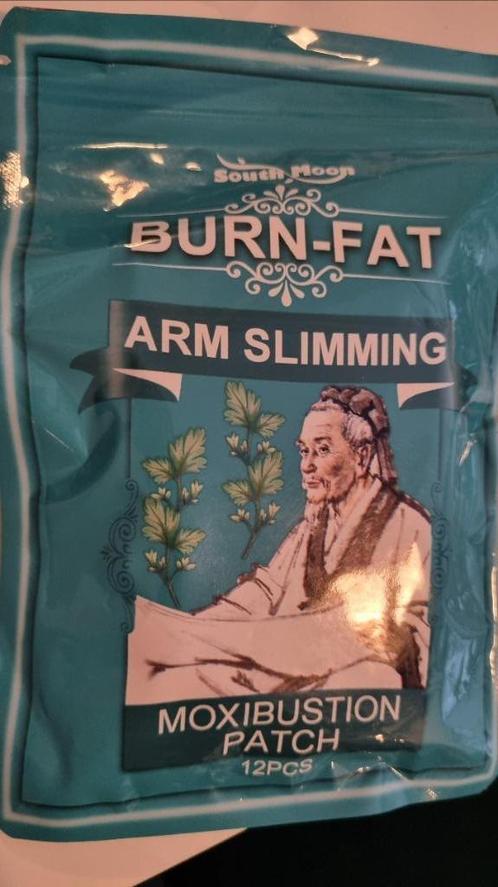 South Moon
BURN-FAT
ARM SLIMMING
MOXIBUSTION
PATCH
12PCS